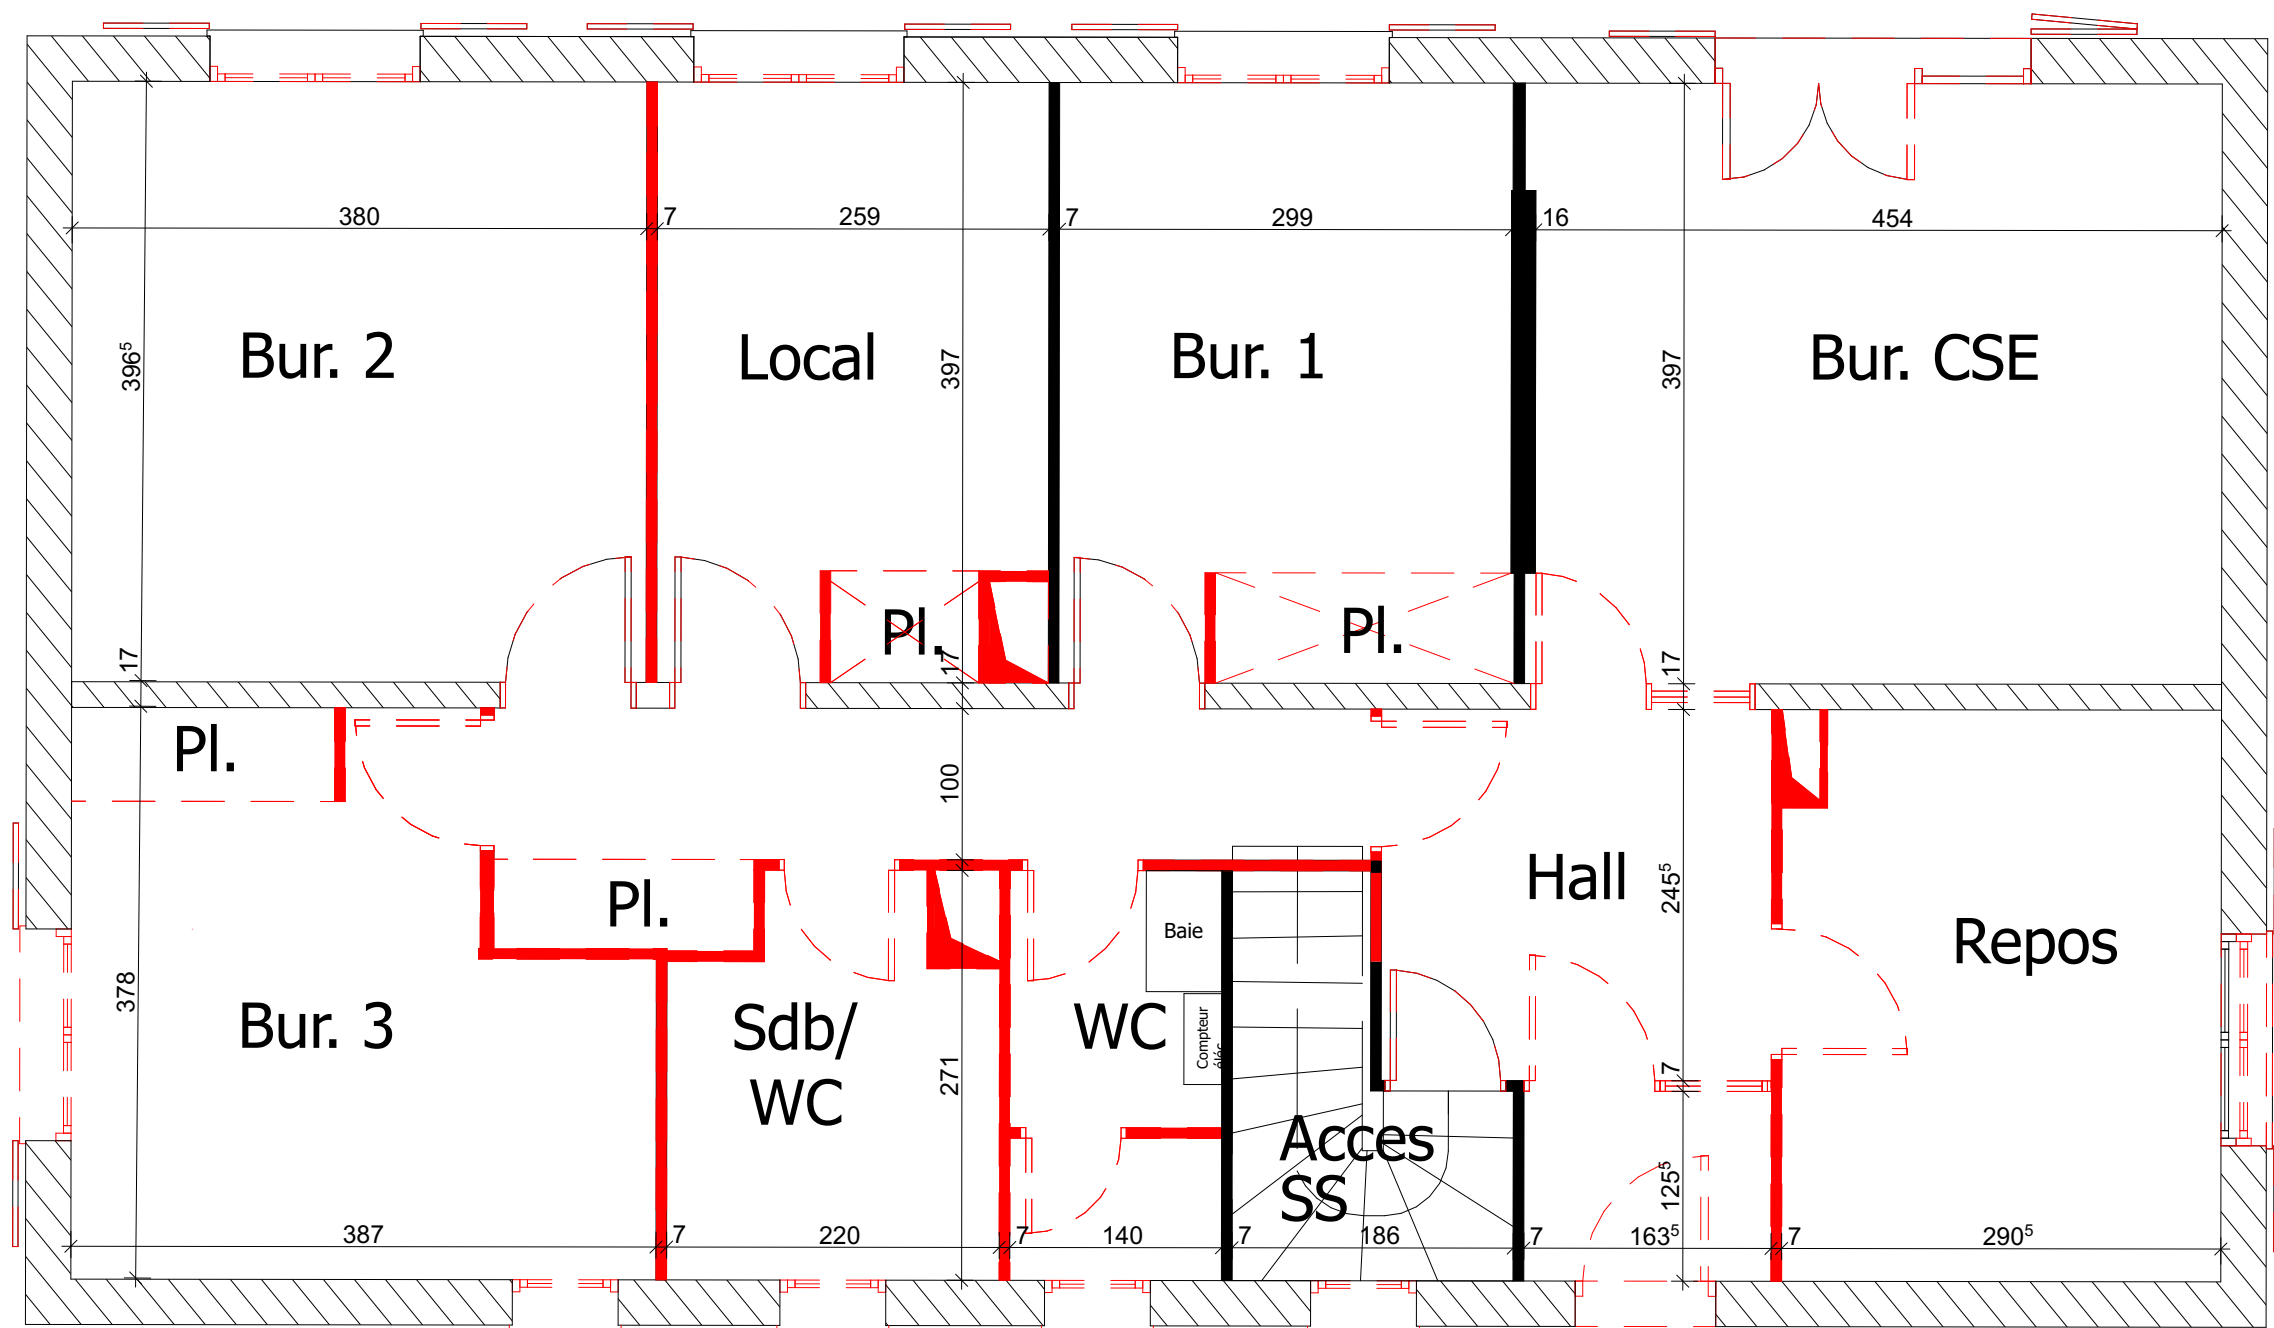 380
7
259
7
299
16
454
Bur. 2
Local
Bur. 1
Bur. CSE
396⁵
397
397
Pl.
Pl.
17
17
17
Pl.
100
Hall
245⁵
Pl.
Baie
Repos
378
Bur. 3
Sdb/
WC
WC
Compteur
éléc
271
7
Acces
SS
125⁵
387
7
220
7
140
7
186
7
163⁵
7
290⁵